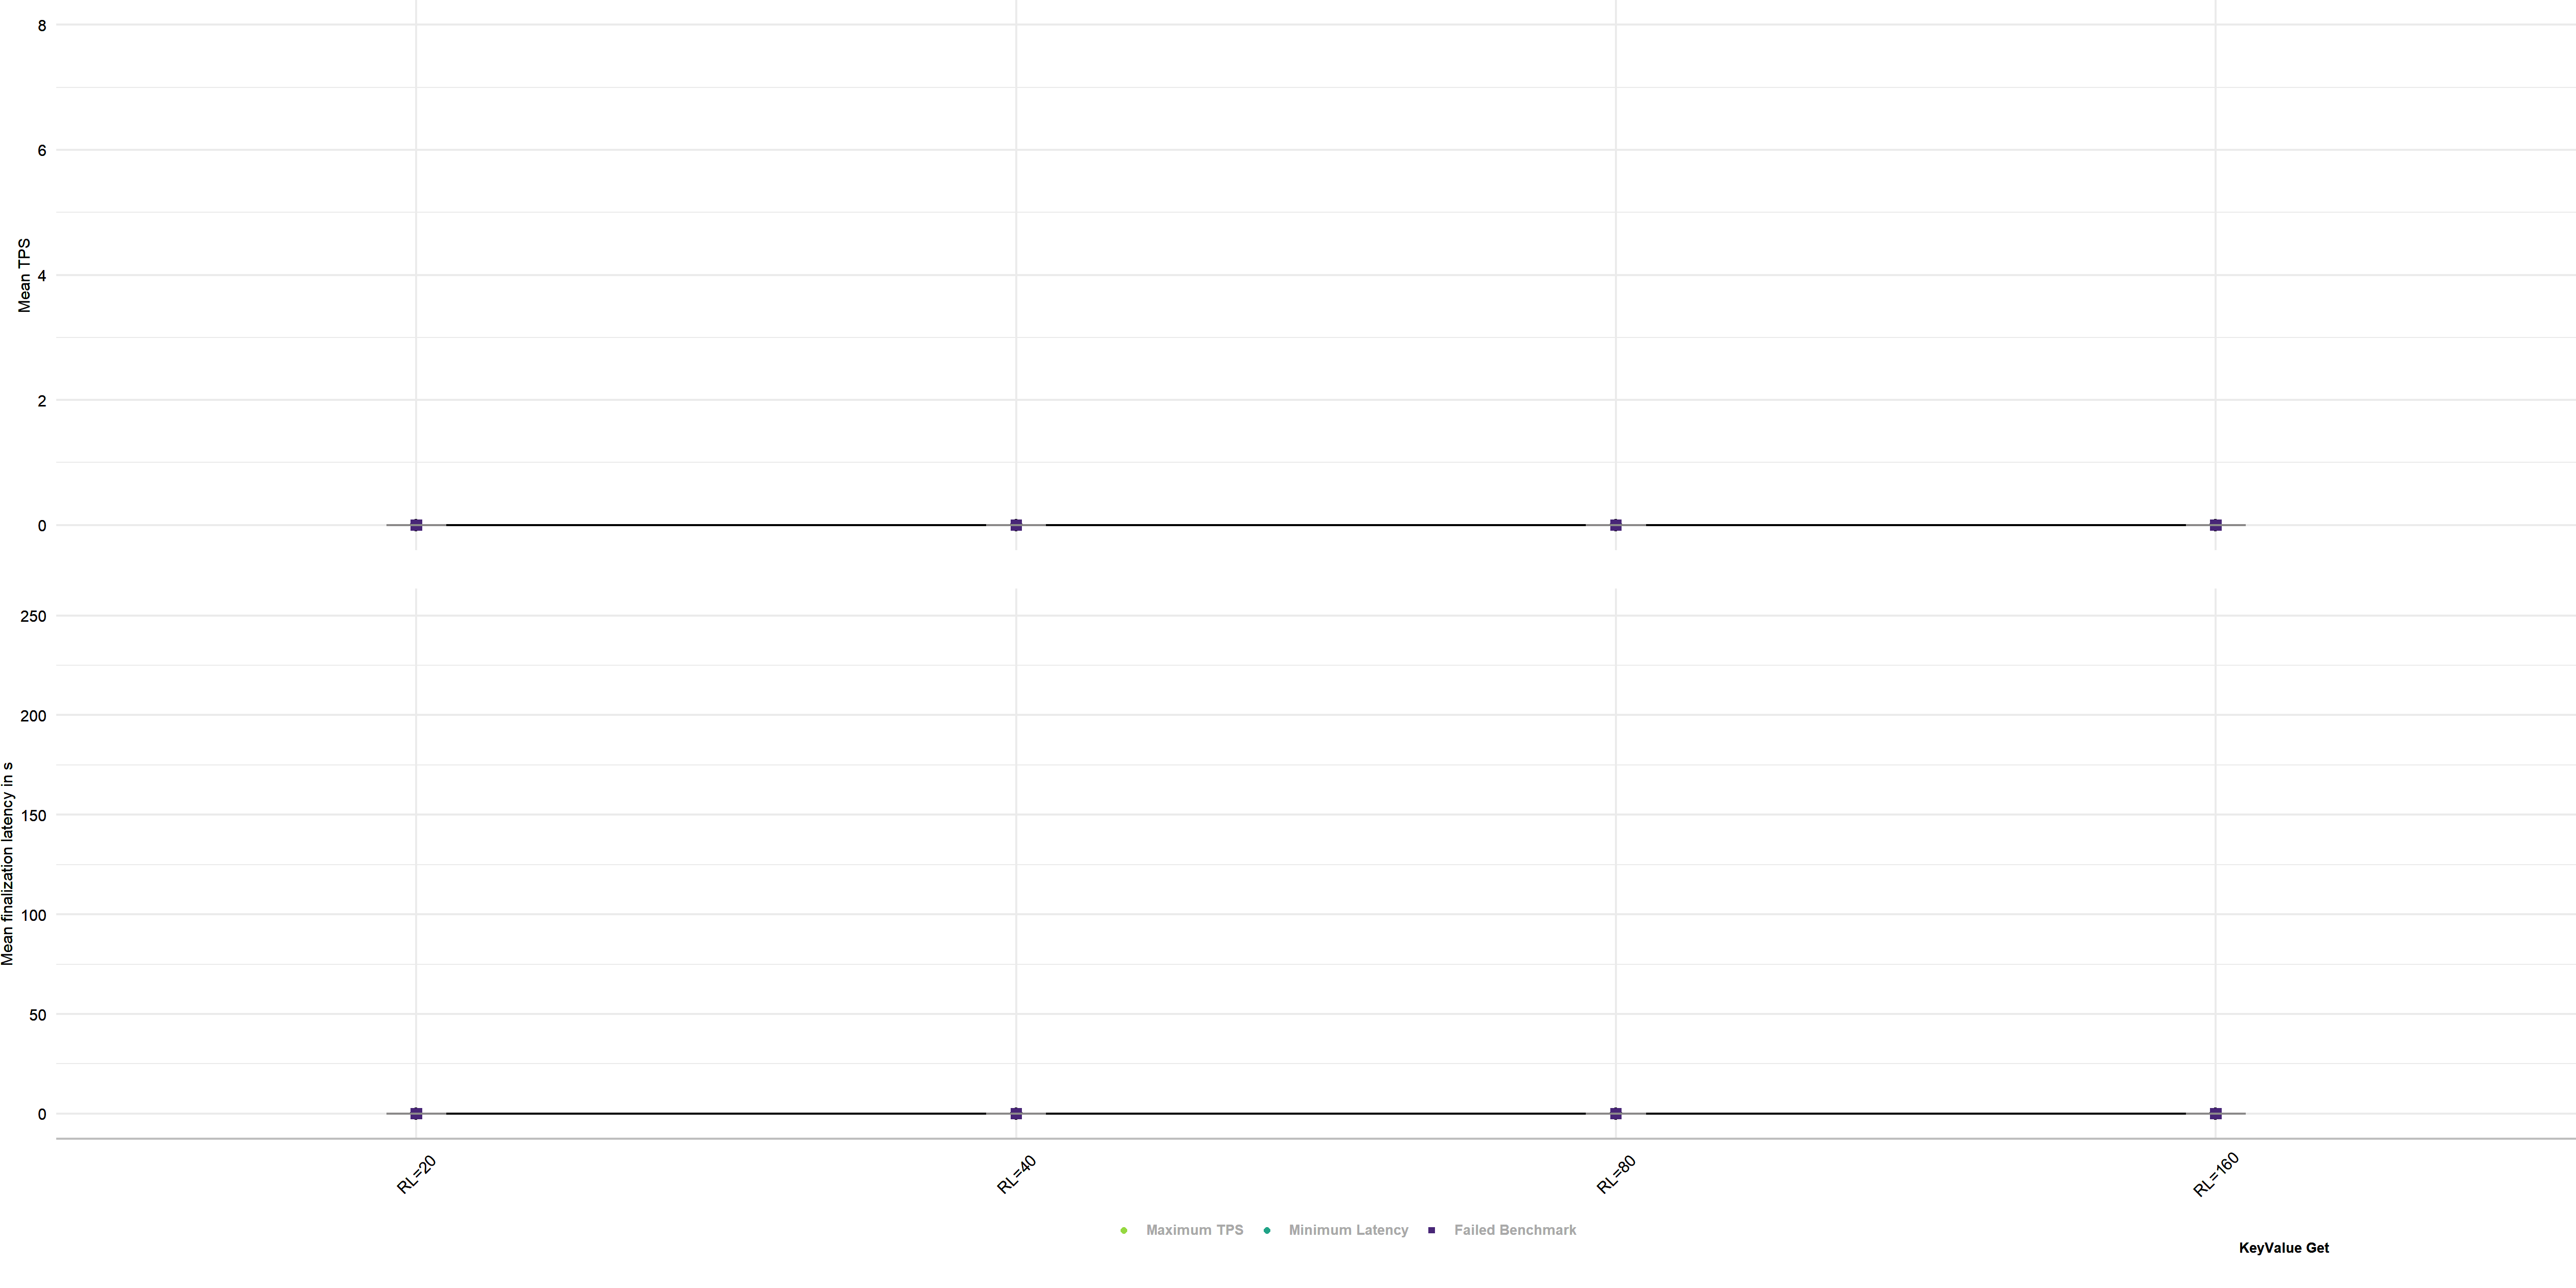 8
6
4
2
0
Mean TPS
250
200
150
100
50
0
Mean finalization latency in s
RL=20
RL=40
RL=80
RL=160
Maximum TPS
Minimum Latency
Failed Benchmark
KeyValue Get